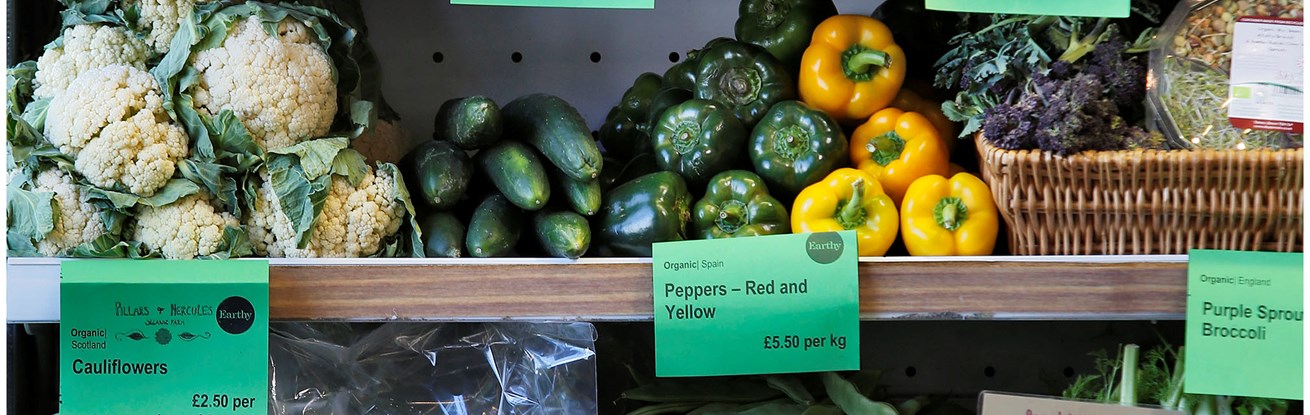 PILLARS OF HERCULES
ORGANIC FARM
Earthy
Organic|
Scotland
Cauliflowers
£2.50 per
Earthy
Organic| Spain
Peppers – Red and
Yellow
£5.50 per kg
Organic| England
Purple Sprou
Broccoli